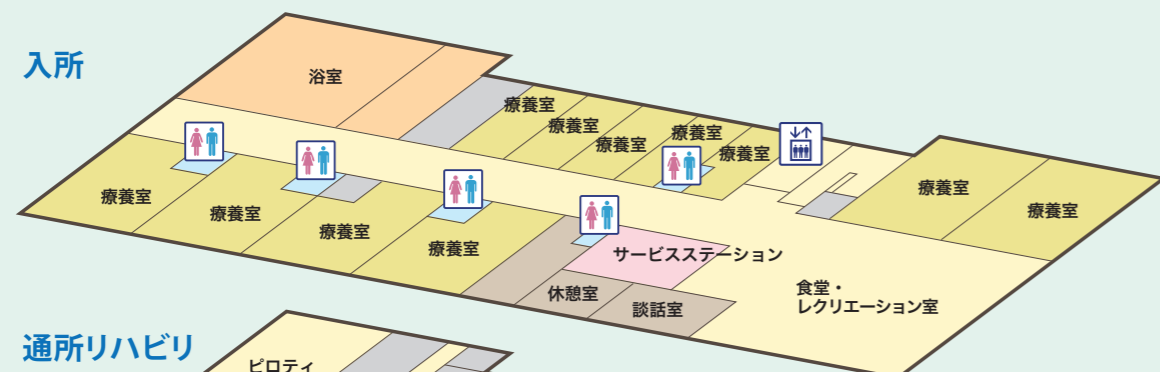 入所
浴室
療養室
療養室
療養室
療養室
療養室
療養室
療養室
療養室
療養室
療養室
療養室
サービスステーション
休憩室
談話室
食堂・
レクリエーション室
通所リハビリ
ピロティ